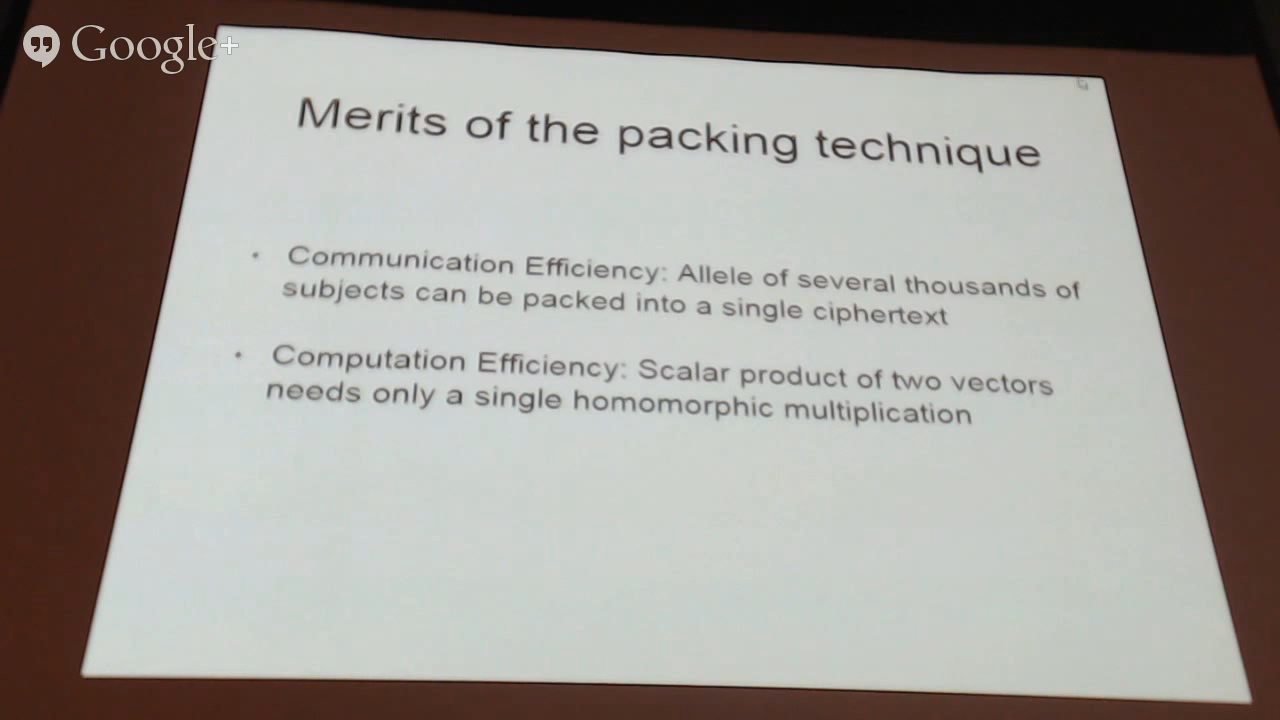 Google+
Merits of the packing technique
• Communication Efficiency: Allele of several thousands of
subjects can be packed into a single ciphertext
• Computation Efficiency: Scalar product of two vectors
needs only a single homomorphic multiplication